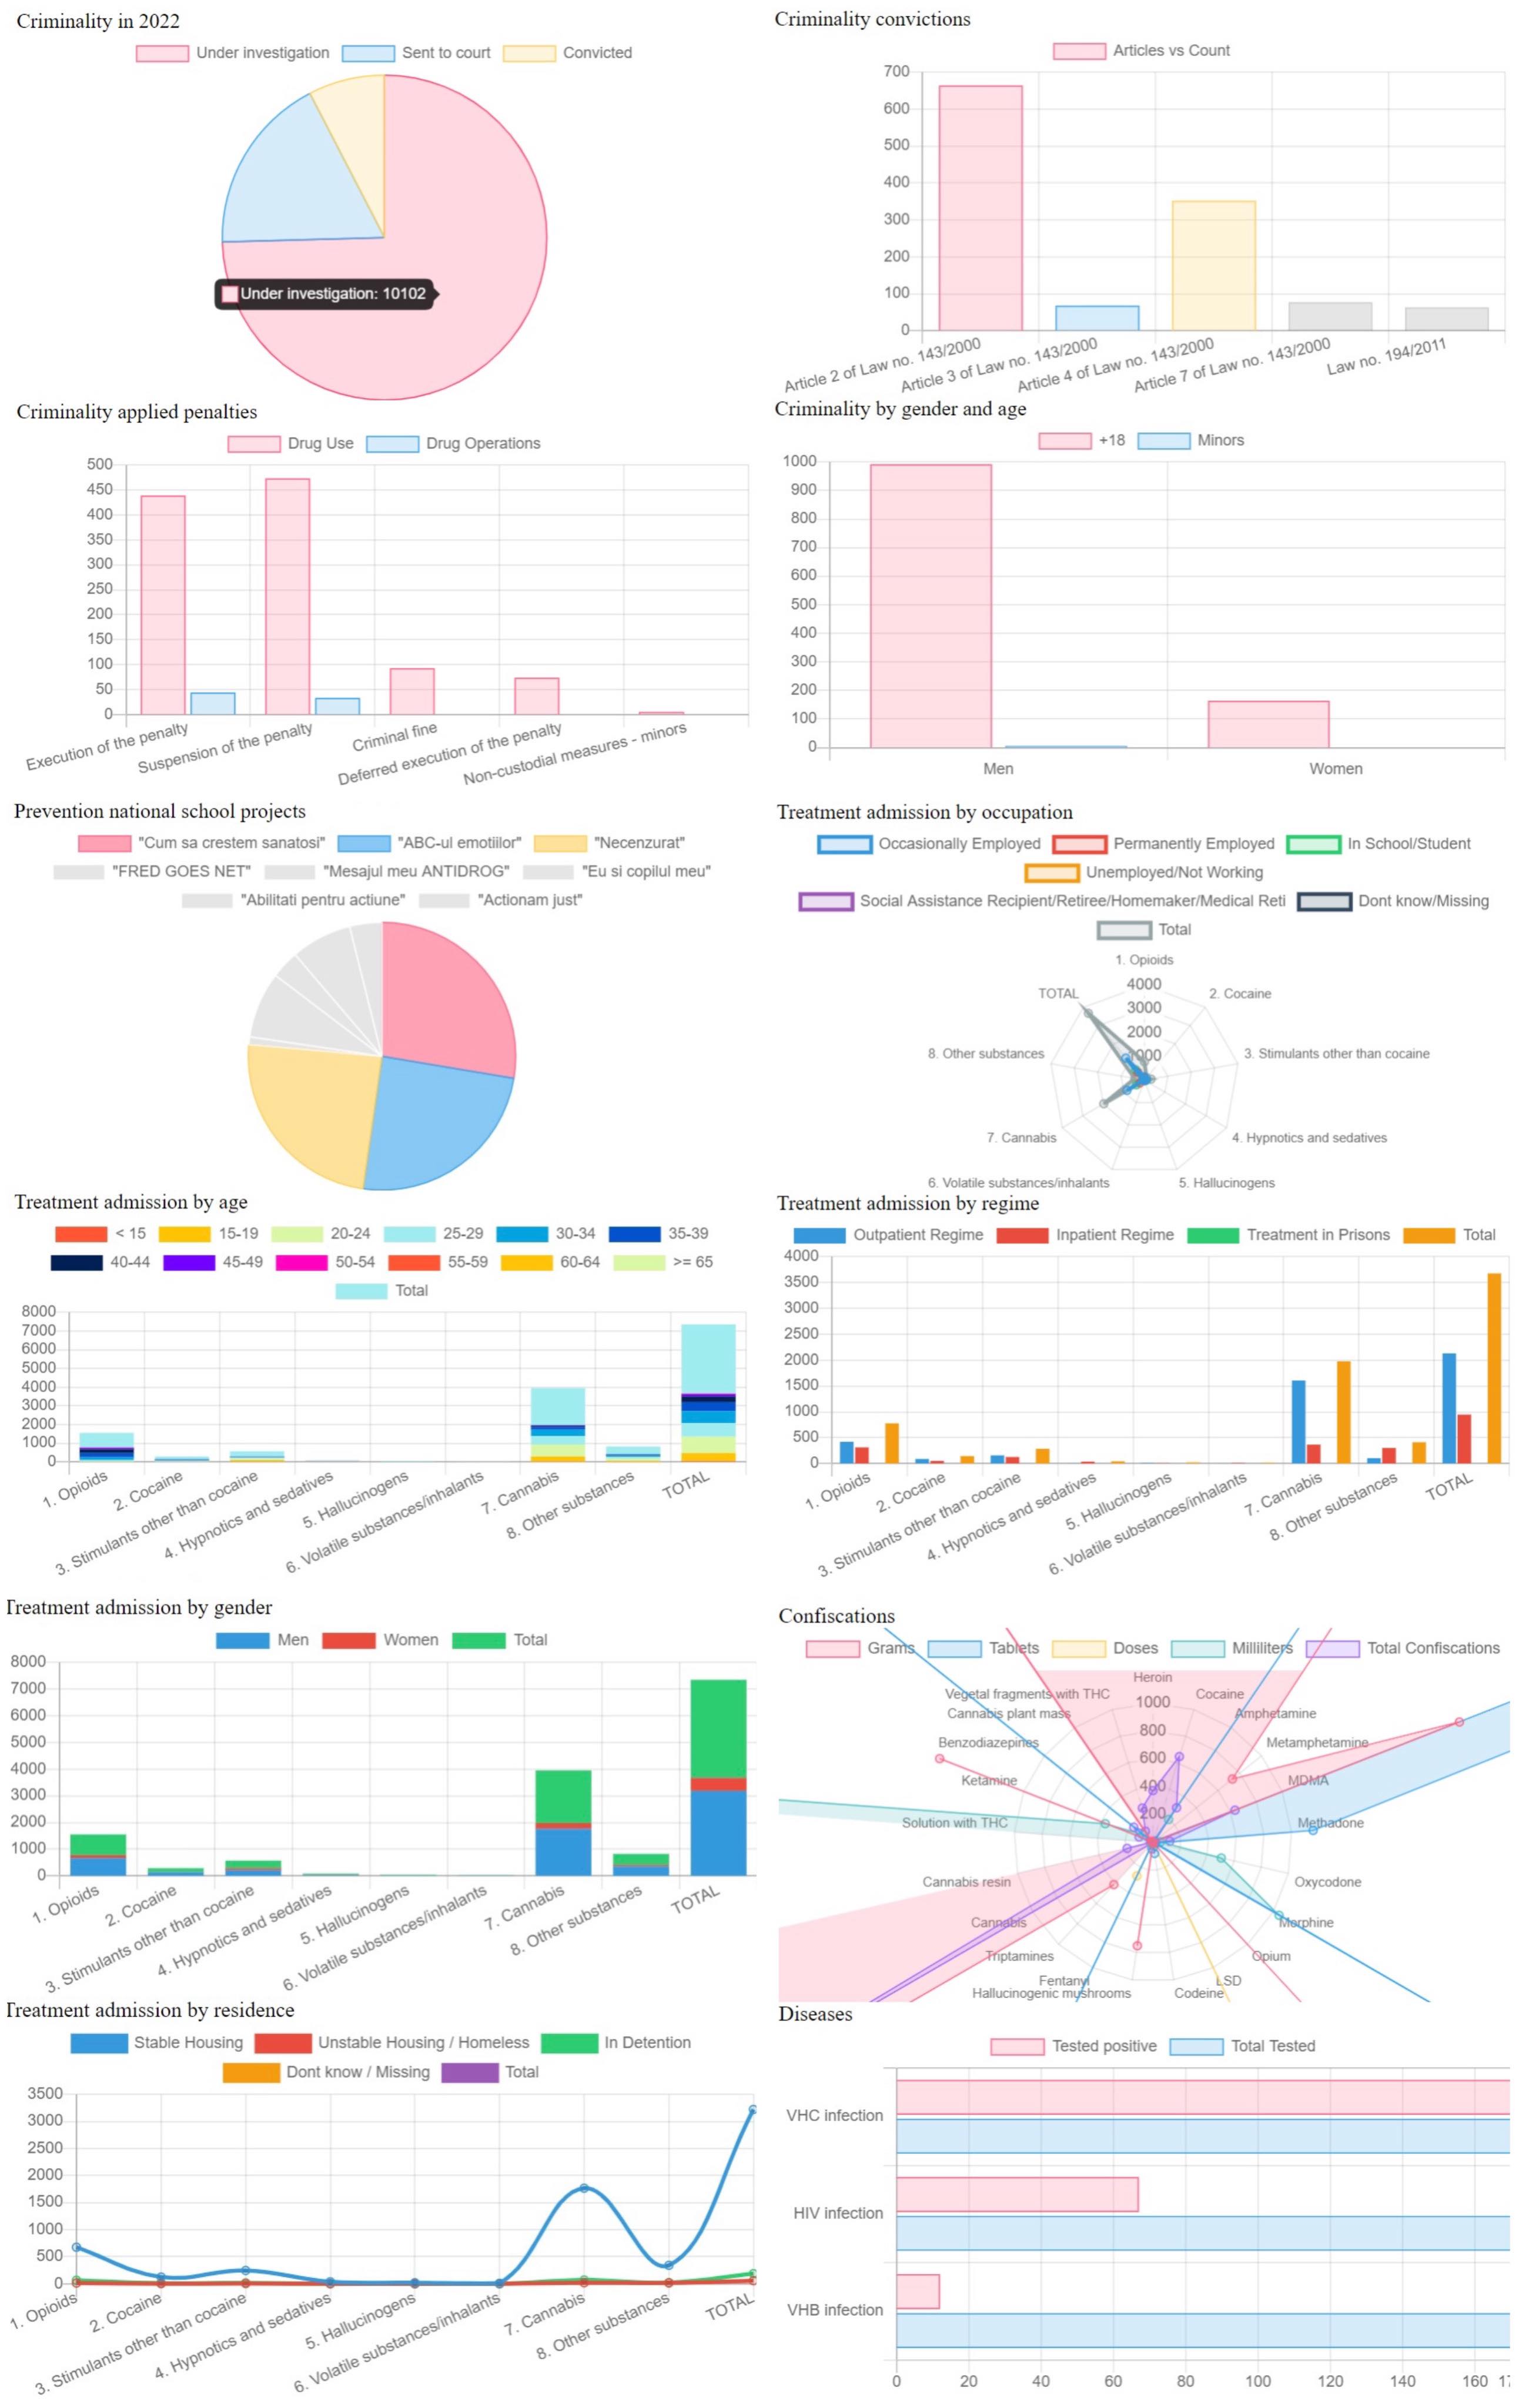 Criminality in 2022
Under investigation Sent to court Convicted
Under investigation: 10102
Criminality convictions
Articles vs Count
700
600
500
400
300
200
100
0
Article 2 of Law no. 143/2000
Article 3 of Law no. 143/2000
Article 4 of Law no. 143/2000
Article 7 of Law no. 143/2000
Law no. 194/2011
Criminality applied penalties
Drug Use Drug Operations
500
450
400
350
300
250
200
150
100
50
0
Execution of the penalty
Suspension of the penalty
Criminal fine
Deferred execution of the penalty
Non-custodial measures - minors
Criminality by gender and age
+18 Minors
1000
900
800
700
600
500
400
300
200
100
0
Men Women
Prevention national school projects
"Cum sa crestem sanatosi" "ABC-ul emotiilor" "Necenzurat"
"FRED GOES NET" "Mesajul meu ANTIDROG" "Eu si copilul meu"
"Abilitati pentru actiune" "Actionam just"
Treatment admission by occupation
Occasionally Employed Permanently Employed In School/Student
Unemployed/Not Working
Social Assistance Recipient/Retiree/Homemaker/Medical Reti Dont know/Missing
Total
1. Opioids
2. Cocaine
3. Stimulants other than cocaine
4. Hypnotics and sedatives
5. Hallucinogens
6. Volatile substances/inhalants
7. Cannabis
8. Other substances
TOTAL
4000
3000
2000
1000
Treatment admission by age
< 15 15-19 20-24 25-29 30-34 35-39
40-44 45-49 50-54 55-59 60-64 >= 65
Total
8000
7000
6000
5000
4000
3000
2000
1000
0
1. Opioids
2. Cocaine
3. Stimulants other than cocaine
4. Hypnotics and sedatives
5. Hallucinogens
6. Volatile substances/inhalants
7. Cannabis
8. Other substances
TOTAL
Treatment admission by regime
Outpatient Regime Inpatient Regime Treatment in Prisons Total
4000
3500
3000
2500
2000
1500
1000
500
0
1. Opioids
2. Cocaine
3. Stimulants other than cocaine
4. Hypnotics and sedatives
5. Hallucinogens
6. Volatile substances/inhalants
7. Cannabis
8. Other substances
TOTAL
Treatment admission by gender
Men Women Total
8000
7000
6000
5000
4000
3000
2000
1000
0
1. Opioids
2. Cocaine
3. Stimulants other than cocaine
4. Hypnotics and sedatives
5. Hallucinogens
6. Volatile substances/inhalants
7. Cannabis
8. Other substances
TOTAL
Confiscations
Grams Tablets Doses Milliliters Total Confiscations
Heroin
Cocaine
Amphetamine
Metamphetamine
MDMA
Methadone
Oxycodone
Morphine
Opium
LSD
Codeine
Hallucinogenic mushrooms
Fentanyl
Triptamines
Cannabis
Cannabis resin
Solution with THC
Ketamine
Benzodiazepines
Cannabis plant mass
Vegetal fragments with THC
1000
800
600
400
200
Treatment admission by residence
Stable Housing Unstable Housing / Homeless In Detention
Dont know / Missing Total
3500
3000
2500
2000
1500
1000
500
0
1. Opioids
2. Cocaine
3. Stimulants other than cocaine
4. Hypnotics and sedatives
5. Hallucinogens
6. Volatile substances/inhalants
7. Cannabis
8. Other substances
TOTAL
Diseases
Tested positive Total Tested
VHC infection
HIV infection
VHB infection
0 20 40 60 80 100 120 140 160